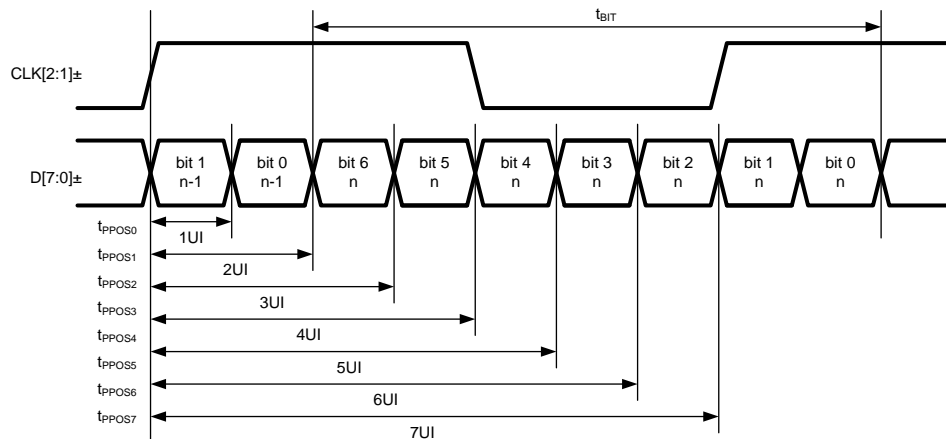 tBIT
CLK[2:1]±
D[7:0]±
bit 1 n-1
bit 0 n-1
bit 6 n
bit 5 n
bit 4 n
bit 3 n
bit 2 n
bit 1 n
bit 0 n
tPPOS0
1UI
tPPOS1
2UI
tPPOS2
3UI
tPPOS3
4UI
tPPOS4
5UI
tPPOS5
6UI
tPPOS6
7UI
tPPOS7